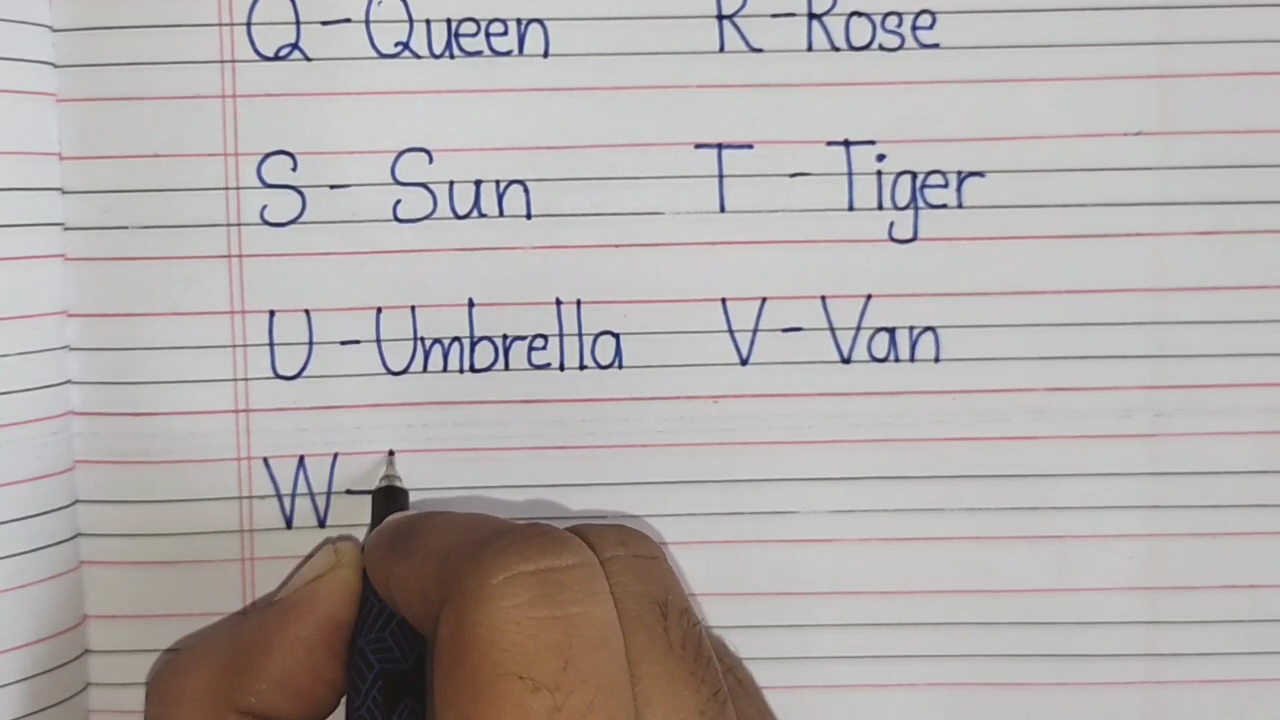 Q-Queen R-Rose
S - Sun T -Tiger
U -Umbrella V-Van
W-